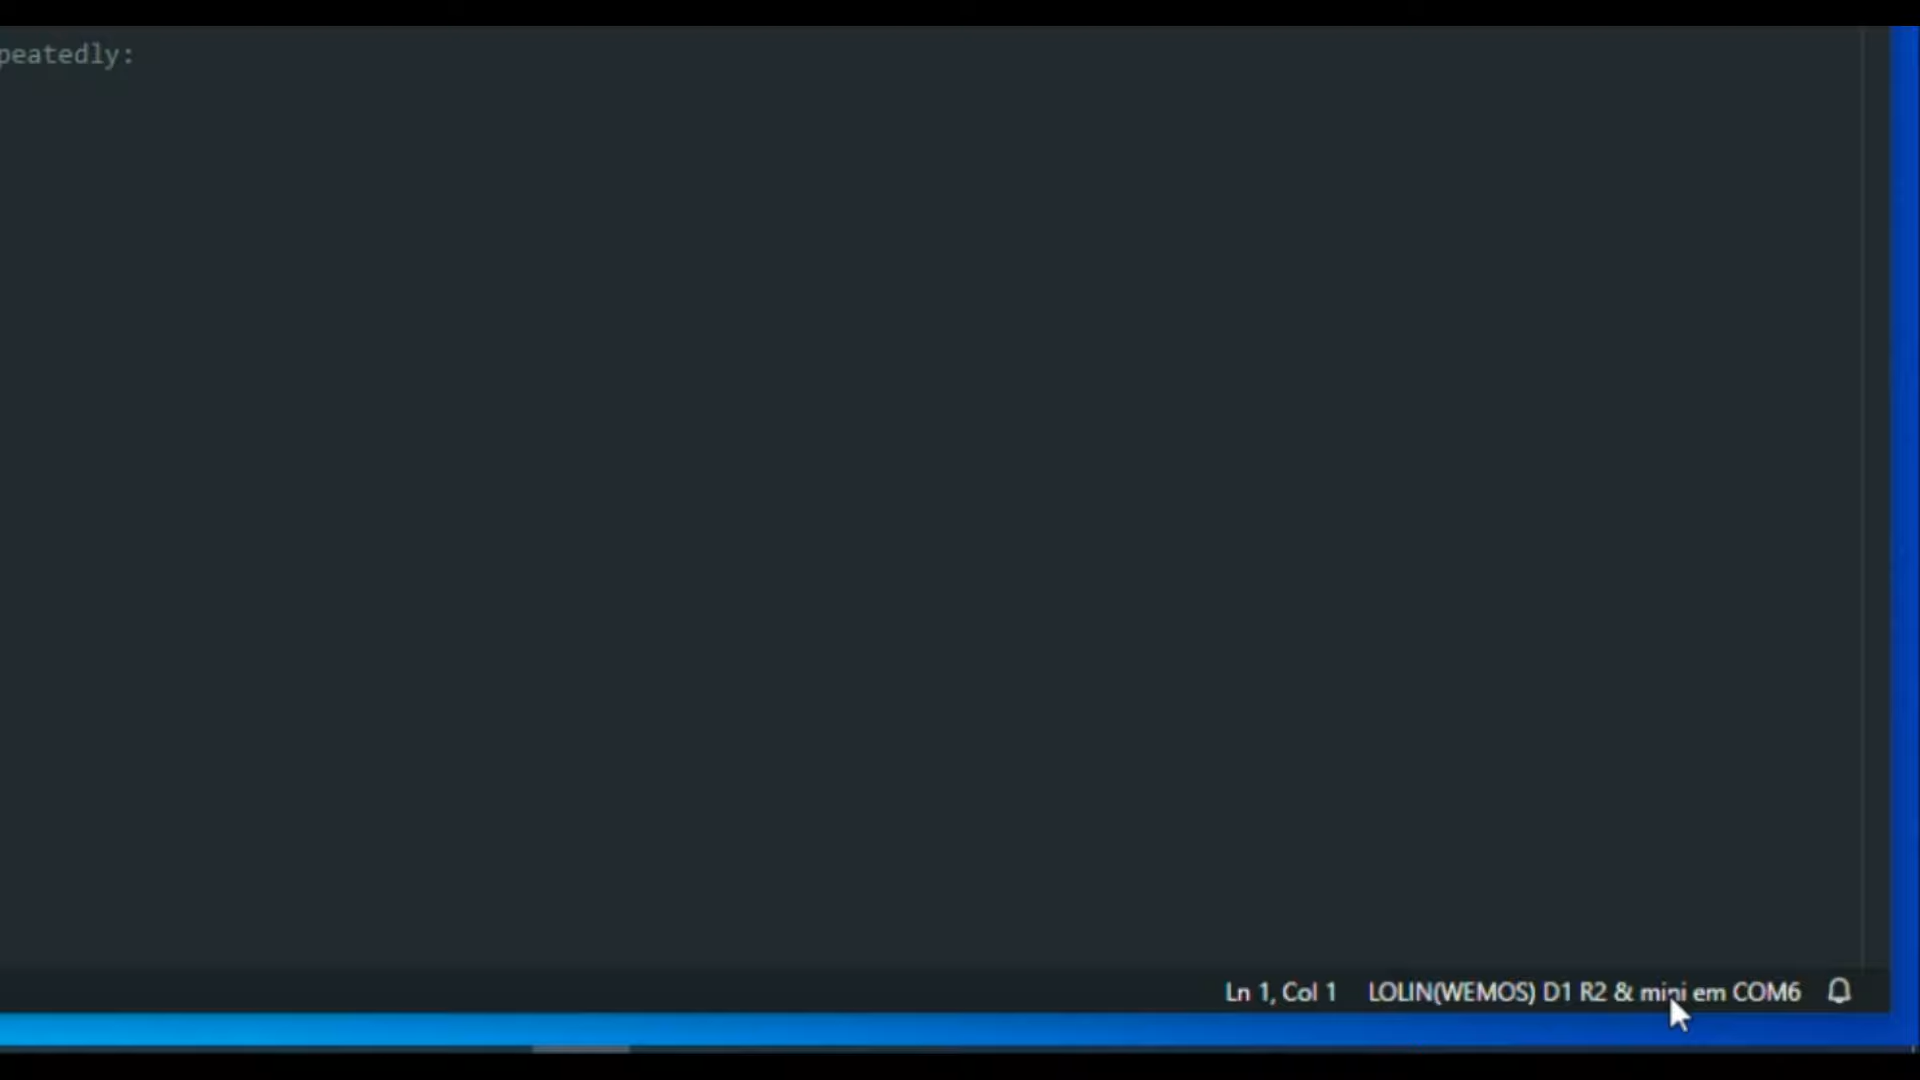 peatedly:
Ln 1, Col 1 LOLIN(WEMOS) D1 R2 & mini em COM6